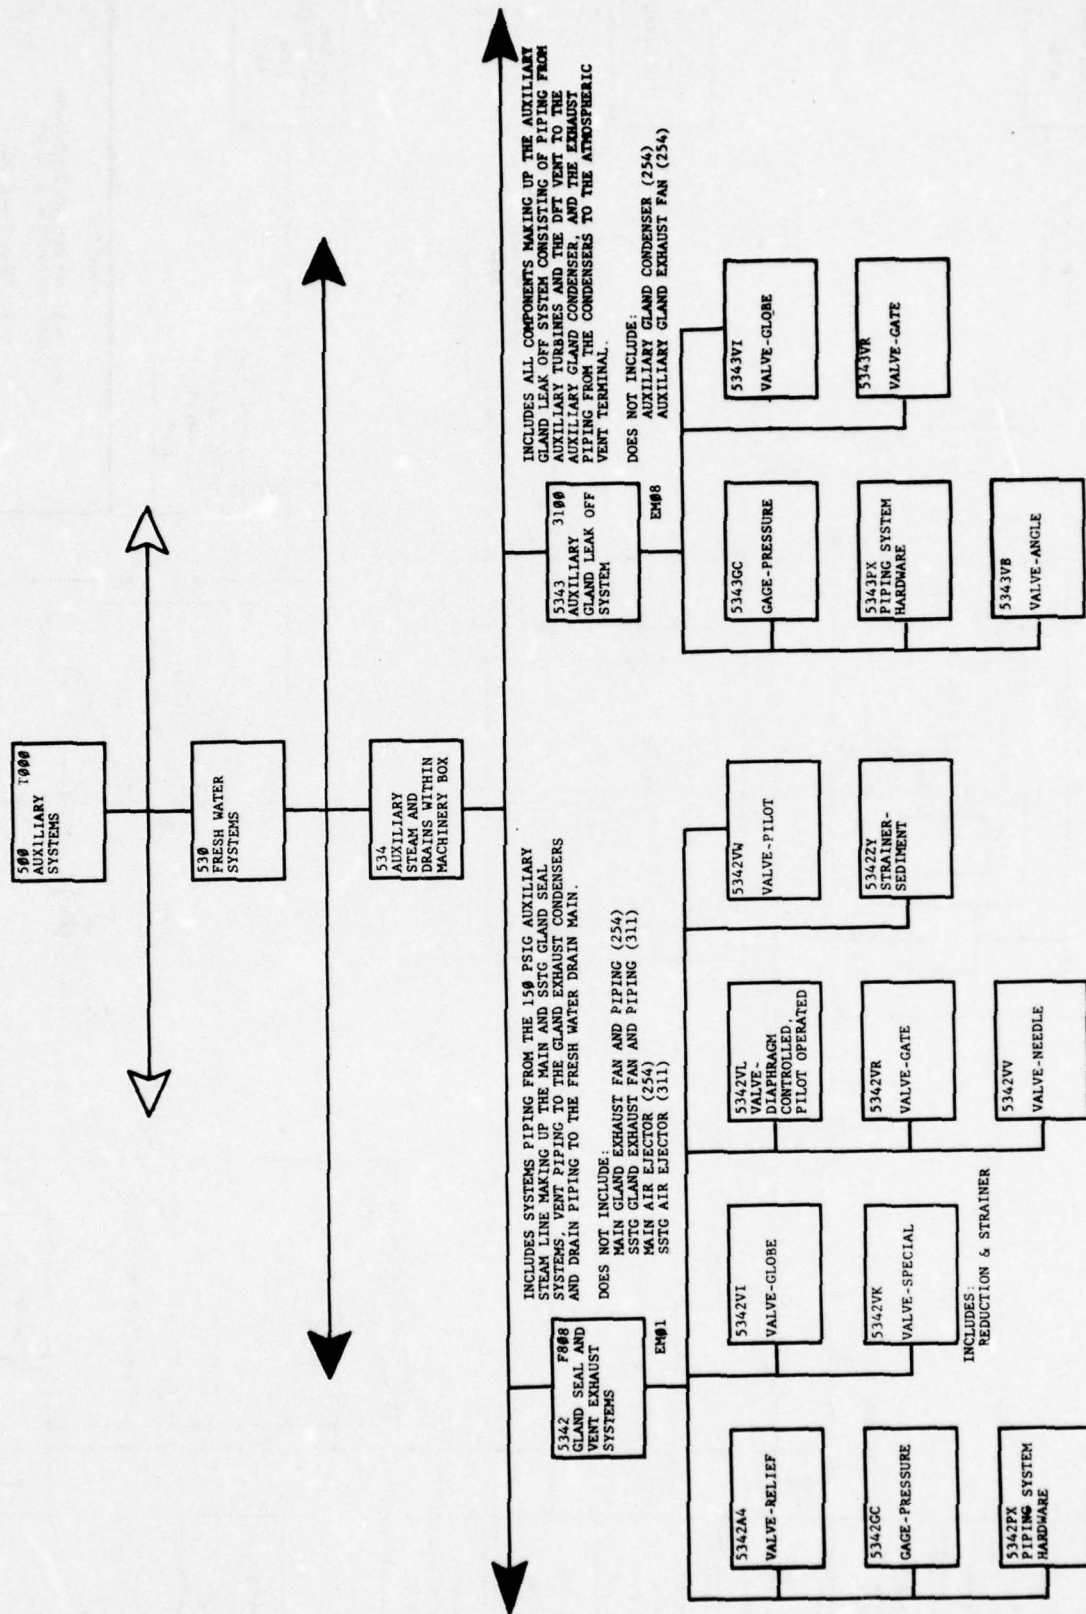 500 T000
AUXILIARY
SYSTEMS
530
FRESH WATER
SYSTEMS
534
AUXILIARY
STEAM AND
DRAINS WITHIN
MACHINERY BOX
INCLUDES SYSTEMS PIPING FROM THE 150 PSIG AUXILIARY
STEAM LINE MAKING UP THE MAIN AND SSTG GLAND SEAL
SYSTEMS, VENT PIPING TO THE GLAND EXHAUST CONDENSERS
AND DRAIN PIPING TO THE FRESH WATER DRAIN MAIN.
DOES NOT INCLUDE:
MAIN GLAND EXHAUST FAN AND PIPING (254)
SSTG GLAND EXHAUST FAN AND PIPING (311)
MAIN AIR EJECTOR (254)
SSTG AIR EJECTOR (311)
5342 F808
GLAND SEAL AND
VENT EXHAUST
SYSTEMS
EM01
5342A4
VALVE-RELIEF
5342GC
GAGE-PRESSURE
5342PX
PIPING SYSTEM
HARDWARE
5342VI
VALVE-GLOBE
5342VK
VALVE-SPECIAL
INCLUDES:
REDUCTION & STRAINER
5342VL
VALVE-
DIAPHRAGM
CONTROLLED,
PILOT OPERATED
5342VR
VALVE-GATE
5342VV
VALVE-NEEDLE
5342VW
VALVE-PILOT
5342ZY
STRAINER-
SEDIMENT
INCLUDES ALL COMPONENTS MAKING UP THE AUXILIARY
GLAND LEAK OFF SYSTEM CONSISTING OF PIPING FROM
AUXILIARY TURBINES AND THE DFT VENT TO THE
AUXILIARY GLAND CONDENSER, AND THE EXHAUST
PIPING FROM THE CONDENSERS TO THE ATMOSPHERIC
VENT TERMINAL.
DOES NOT INCLUDE:
AUXILIARY GLAND CONDENSER (254)
AUXILIARY GLAND EXHAUST FAN (254)
5343 3100
AUXILIARY
GLAND LEAK OFF
SYSTEM
EM08
5343GC
GAGE-PRESSURE
5343PX
PIPING SYSTEM
HARDWARE
5343VB
VALVE-ANGLE
5343VI
VALVE-GLOBE
5343VR
VALVE-GATE